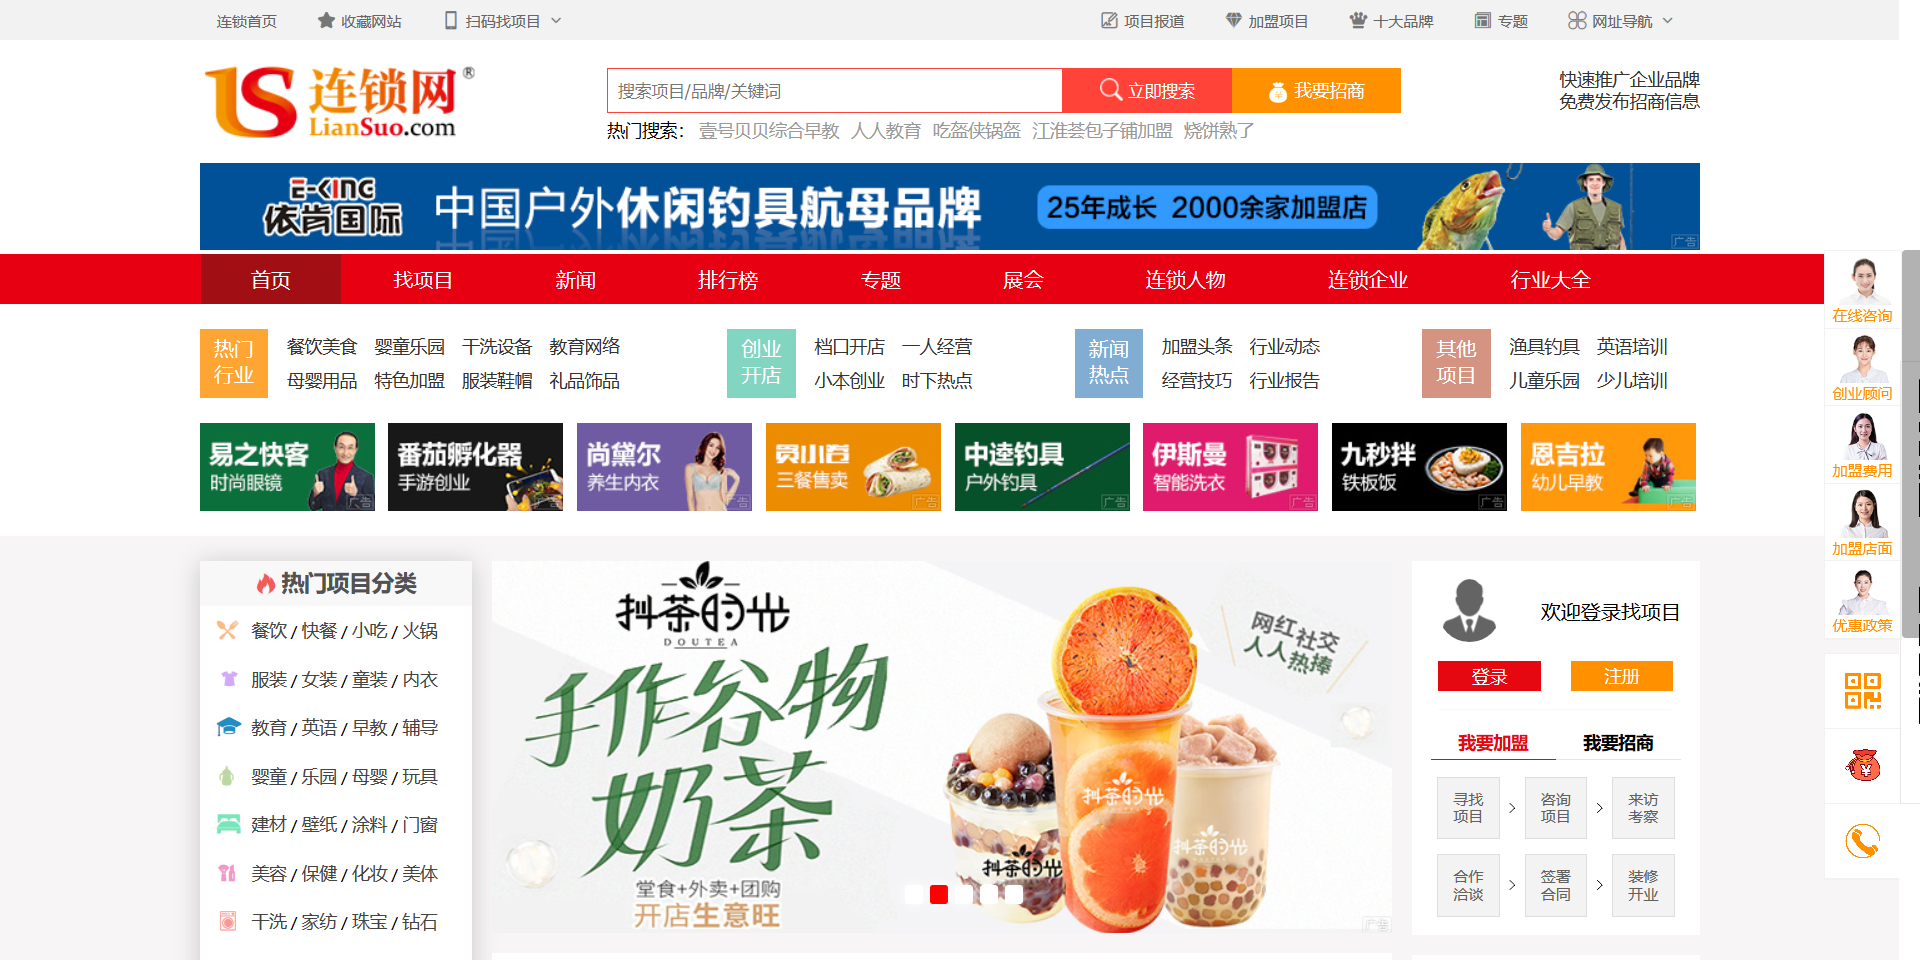 连锁首页 收藏网站 扫码找项目
项目报道 加盟项目 十大品牌 专题 网址导航
LS 连锁网 ®
LianSuo.com
搜索项目/品牌/关键词 立即搜索 我要招商
热门搜索： 壹号贝贝综合早教 人人教育 吃盔侠锅盔 江淮荟包子铺加盟 烧饼熟了
快速推广企业品牌
免费发布招商信息
E-KING
依肯国际
中国户外休闲钓具航母品牌
25年成长 2000余家加盟店
广告
首页 找项目 新闻 排行榜 专题 展会 连锁人物 连锁企业 行业大全
热门
行业
餐饮美食 婴童乐园 干洗设备 教育网络
母婴用品 特色加盟 服装鞋帽 礼品饰品
创业
开店
档口开店 一人经营
小本创业 时下热点
新闻
热点
加盟头条 行业动态
经营技巧 行业报告
其他
项目
渔具钓具 英语培训
儿童乐园 少儿培训
易之快客
时尚眼镜
广告
番茄孵化器
手游创业
广告
尚黛尔
养生内衣
广告
贾小卷
三餐售卖
广告
中逵钓具
户外钓具
广告
伊斯曼
智能洗衣
广告
九秒拌
铁板饭
广告
恩吉拉
幼儿早教
广告
热门项目分类
餐饮 / 快餐 / 小吃 / 火锅
服装 / 女装 / 童装 / 内衣
教育 / 英语 / 早教 / 辅导
婴童 / 乐园 / 母婴 / 玩具
建材 / 壁纸 / 涂料 / 门窗
美容 / 保健 / 化妆 / 美体
干洗 / 家纺 / 珠宝 / 钻石
抖茶时光
DOUTEA
手作谷物
奶茶
堂食+外卖+团购
开店生意旺
网红社交
人人热捧
抖茶时光
抖茶时光
抖茶时光
广告
欢迎登录找项目
登录 注册
我要加盟 我要招商
寻找
项目
咨询
项目
来访
考察
合作
洽谈
签署
合同
装修
开业
在线咨询
创业顾问
加盟费用
加盟店面
优惠政策